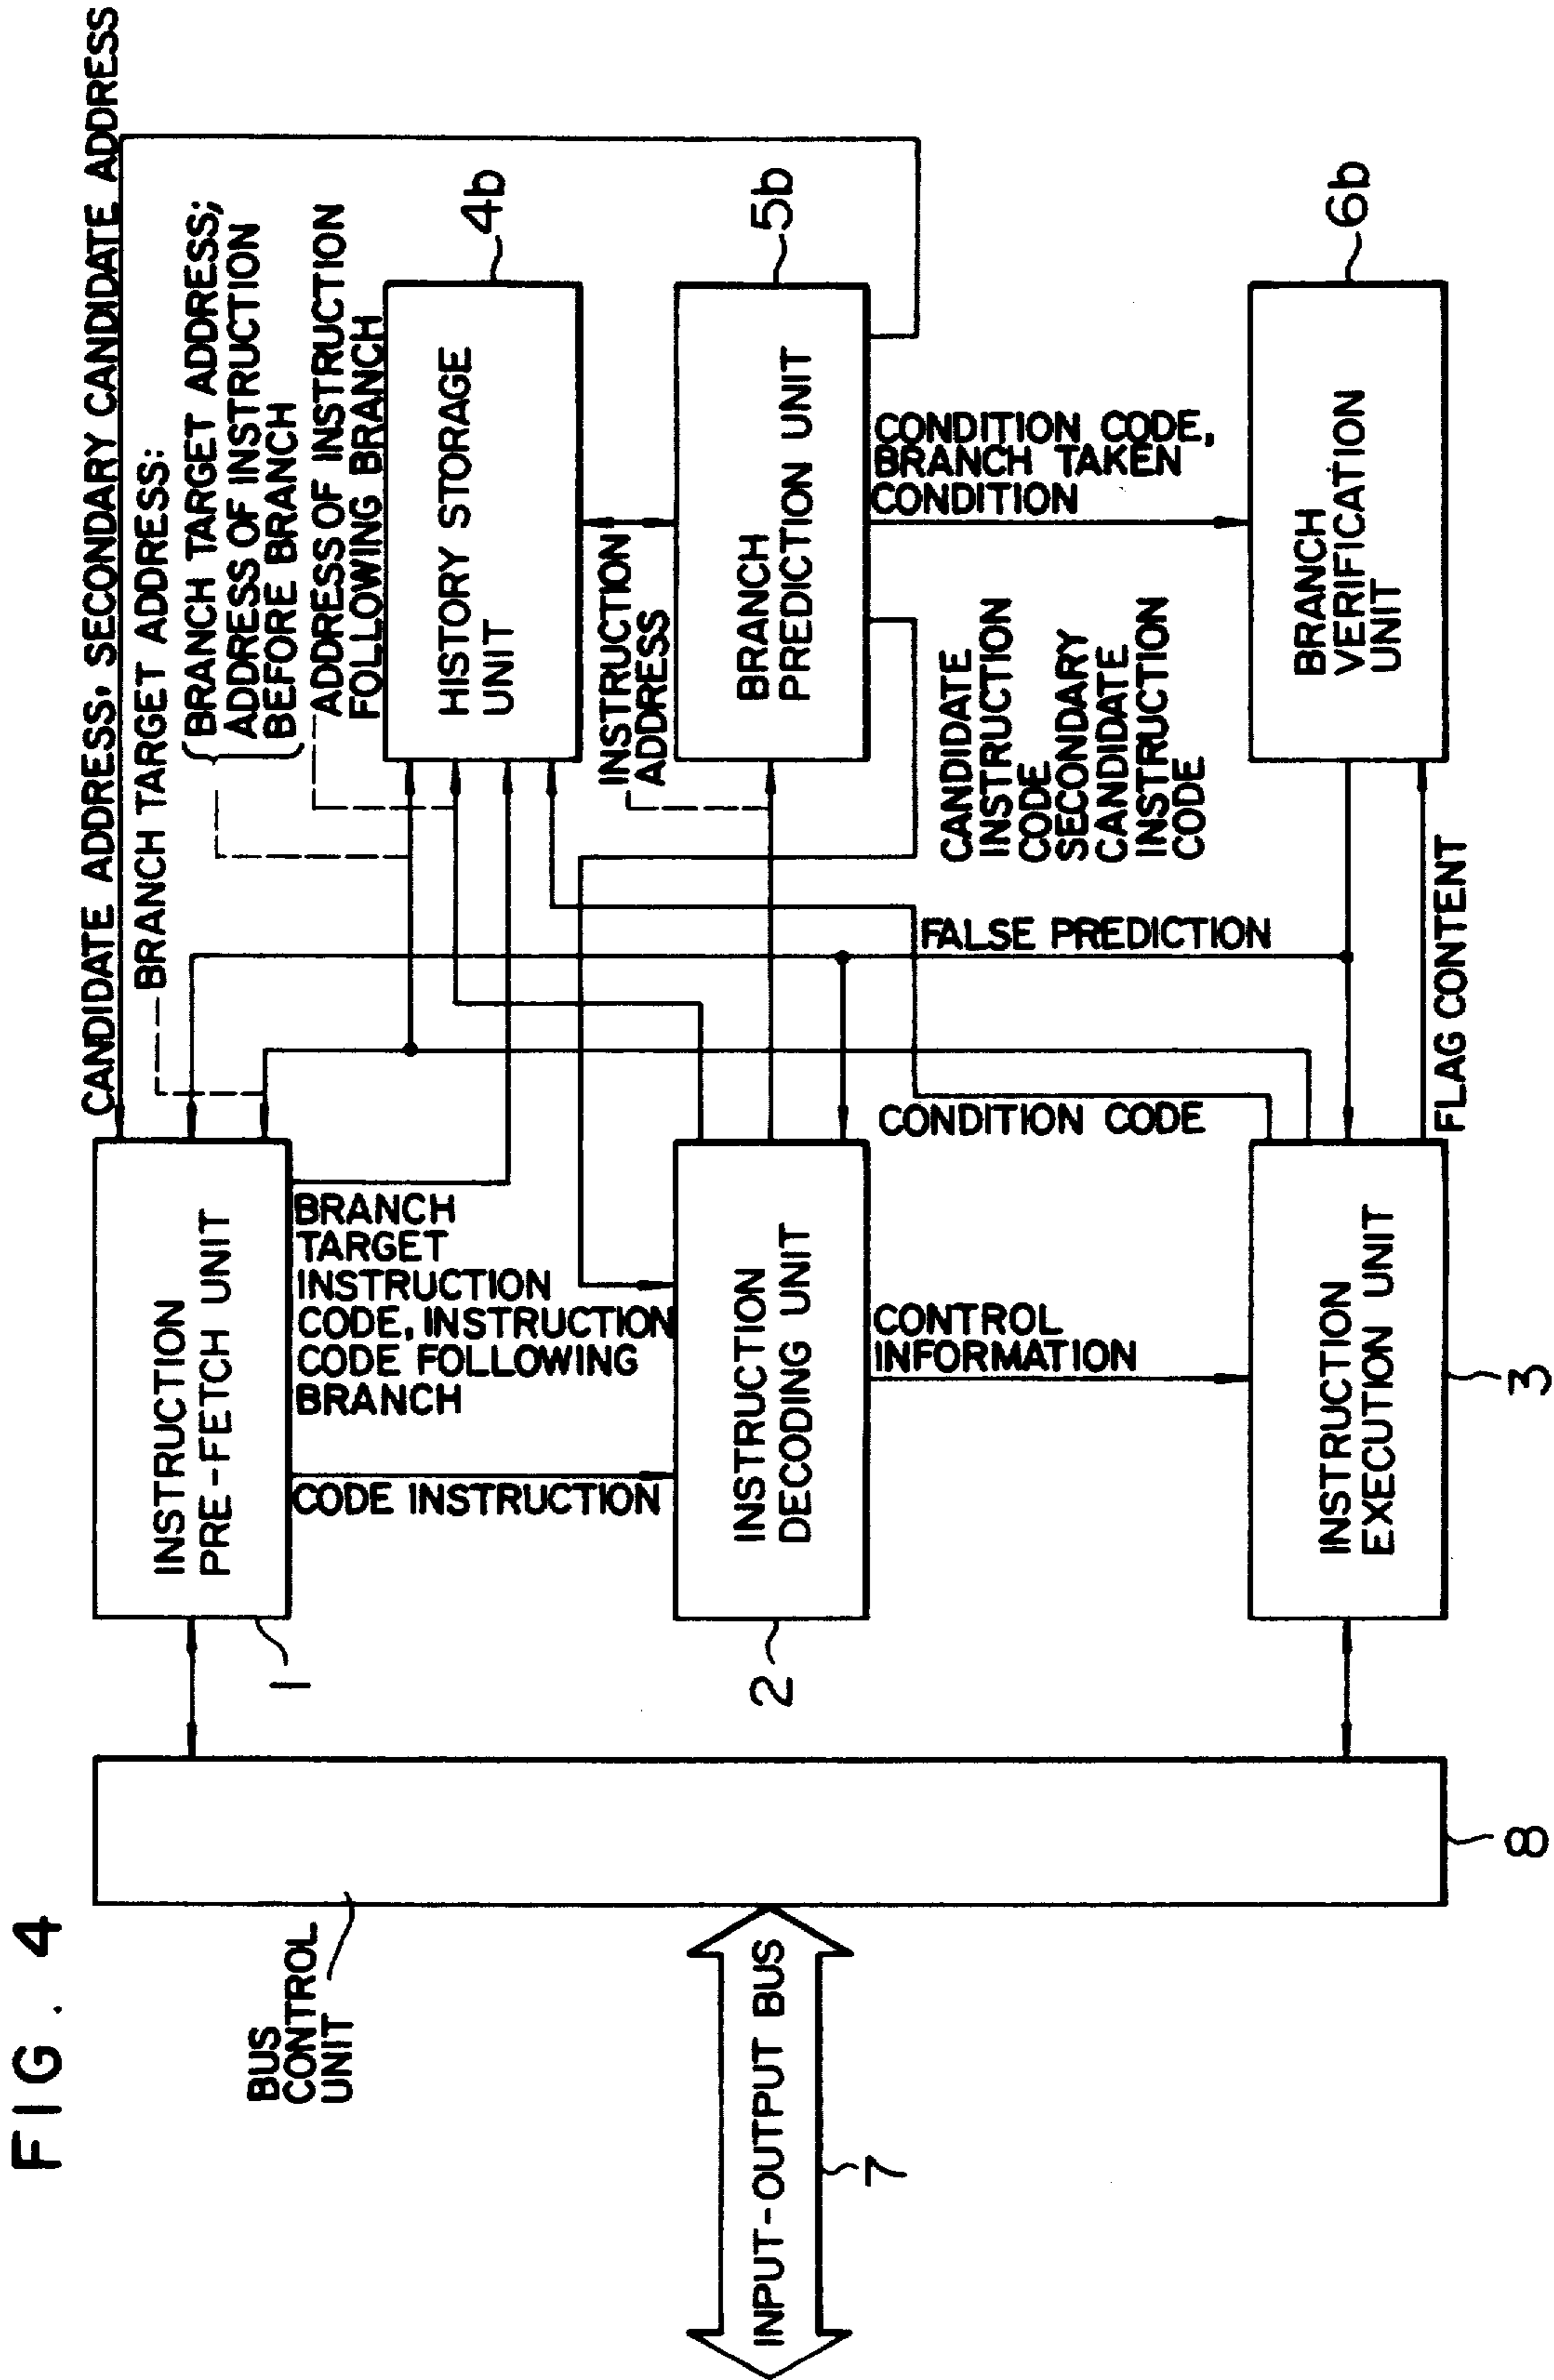 FIG. 4
CANDIDATE ADDRESS, SECONDARY CANDIDATE ADDRESS
BRANCH TARGET ADDRESS:
BRANCH TARGET ADDRESS;
ADDRESS OF INSTRUCTION
BEFORE BRANCH
ADDRESS OF INSTRUCTION
FOLLOWING BRANCH
BUS
CONTROL
UNIT
INSTRUCTION
PRE-FETCH UNIT
1
BRANCH
TARGET
INSTRUCTION
CODE, INSTRUCTION
CODE FOLLOWING
BRANCH
CODE INSTRUCTION
HISTORY STORAGE
UNIT
4b
INSTRUCTION
ADDRESS
INPUT-OUTPUT BUS
7
INSTRUCTION
DECODING UNIT
2
BRANCH
PREDICTION UNIT
5b
CONTROL
INFORMATION
CONDITION CODE
FALSE PREDICTION
CANDIDATE
INSTRUCTION
CODE
SECONDARY
CANDIDATE
INSTRUCTION
CODE
CONDITION CODE,
BRANCH TAKEN
CONDITION
INSTRUCTION
EXECUTION UNIT
3
BRANCH
VERIFICATION
UNIT
6b
FLAG CONTENT
8